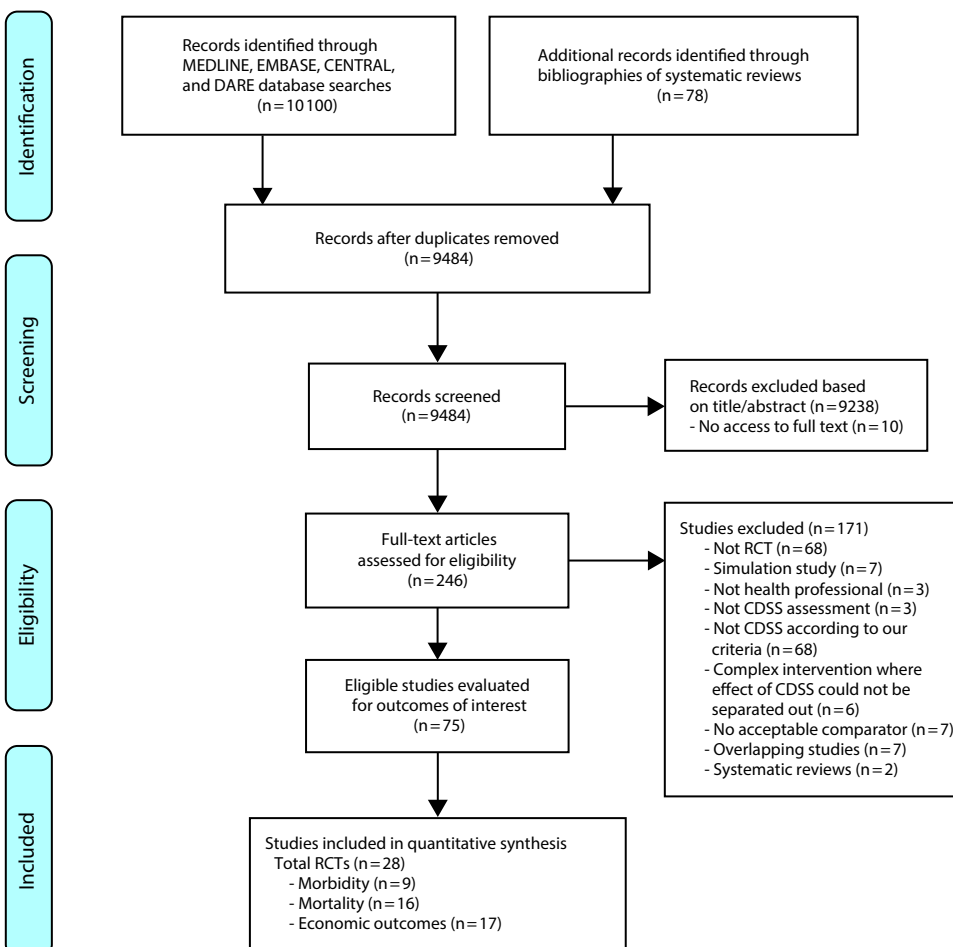 Identification
Records identified through
MEDLINE, EMBASE, CENTRAL,
and DARE database searches
(n=10100)
Additional records identified through
bibliographies of systematic reviews
(n=78)
Records after duplicates removed
(n=9484)
Screening
Records screened
(n=9484)
Records excluded based
on title/abstract (n=9238)
- No access to full text (n=10)
Eligibility
Full-text articles
assessed for eligibility
(n=246)
Studies excluded (n=171)
- Not RCT (n=68)
- Simulation study (n=7)
- Not health professional (n=3)
- Not CDSS assessment (n=3)
- Not CDSS according to our
criteria (n=68)
- Complex intervention where
effect of CDSS could not be
separated out (n=6)
- No acceptable comparator (n=7)
- Overlapping studies (n=7)
- Systematic reviews (n=2)
Eligible studies evaluated
for outcomes of interest
(n=75)
Included
Studies included in quantitative synthesis
Total RCTs (n=28)
- Morbidity (n=9)
- Mortality (n=16)
- Economic outcomes (n=17)